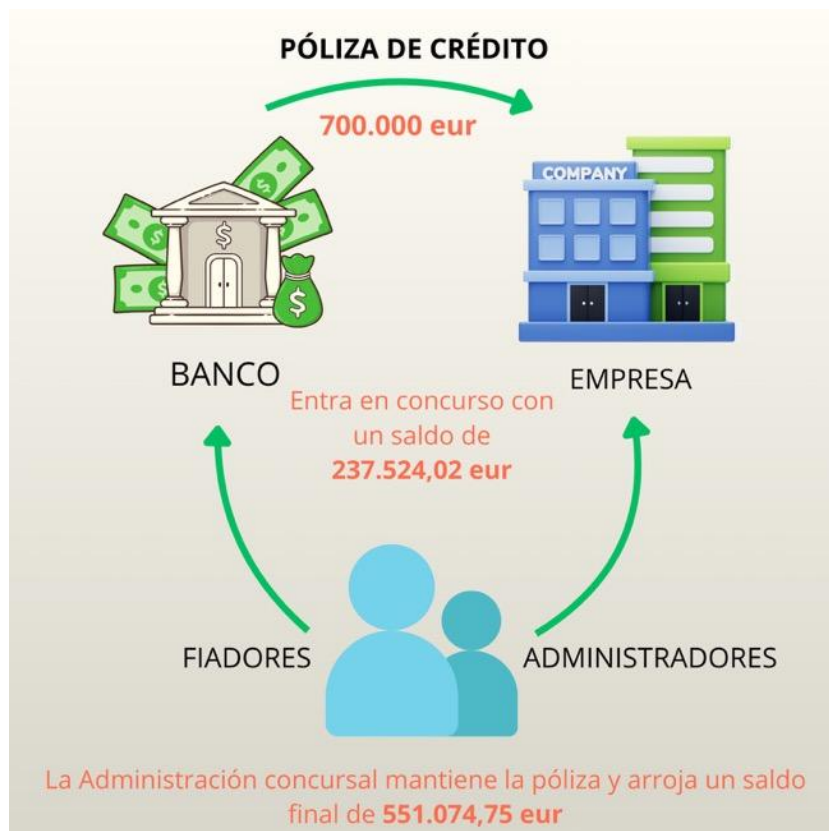 PÓLIZA DE CRÉDITO
700.000 eur
COMPANY
BANCO
EMPRESA
Entra en concurso con
un saldo de
237.524,02 eur
FIADORES
ADMINISTRADORES
La Administración concursal mantiene la póliza y arroja un saldo
final de 551.074,75 eur